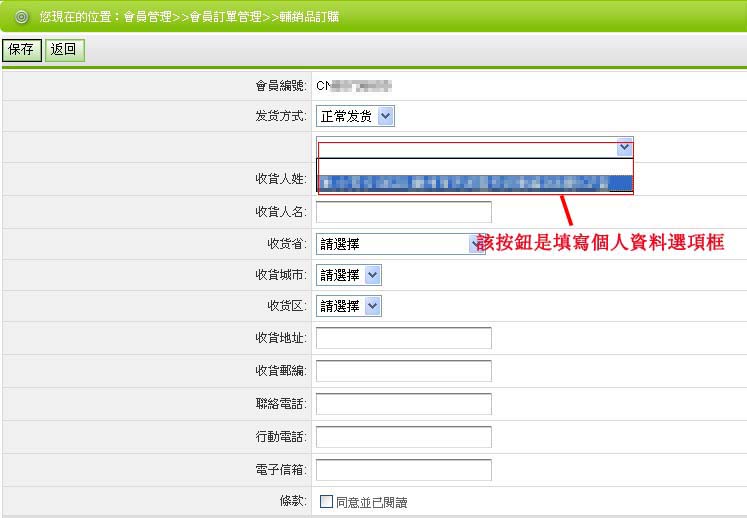 您現在的位置：會員管理>>會員訂單管理>>輔銷品訂購
保存 返回
會員編號: CN
发货方式: 正常发货
收貨人姓:
收貨人名:
收货省: 請選擇
該按鈕是填寫個人資料選項框
收貨城市: 請選擇
收货区: 請選擇
收貨地址:
收貨郵編:
聯絡電話:
行動電話:
電子信箱:
條款: 同意並已閱讀